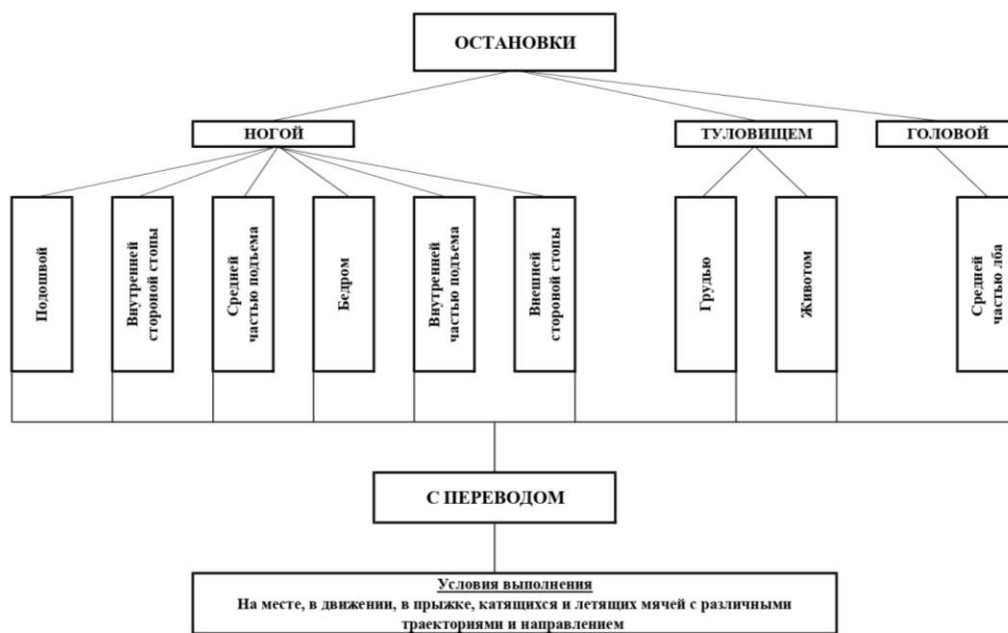 ОСТАНОВКИ
НОГОЙ
ТУЛОВИЩЕМ
ГОЛОВОЙ
Подошвой
Внутренней
стороной стопы
Средней
частью подъема
Бедром
Внутренней
частью подъема
Внешней
стороной стопы
Грудью
Животом
Средней
частью лба
С ПЕРЕВОДОМ
Условия выполнения
На месте, в движении, в прыжке, катящихся и летящих мячей с различными
траекториями и направлением